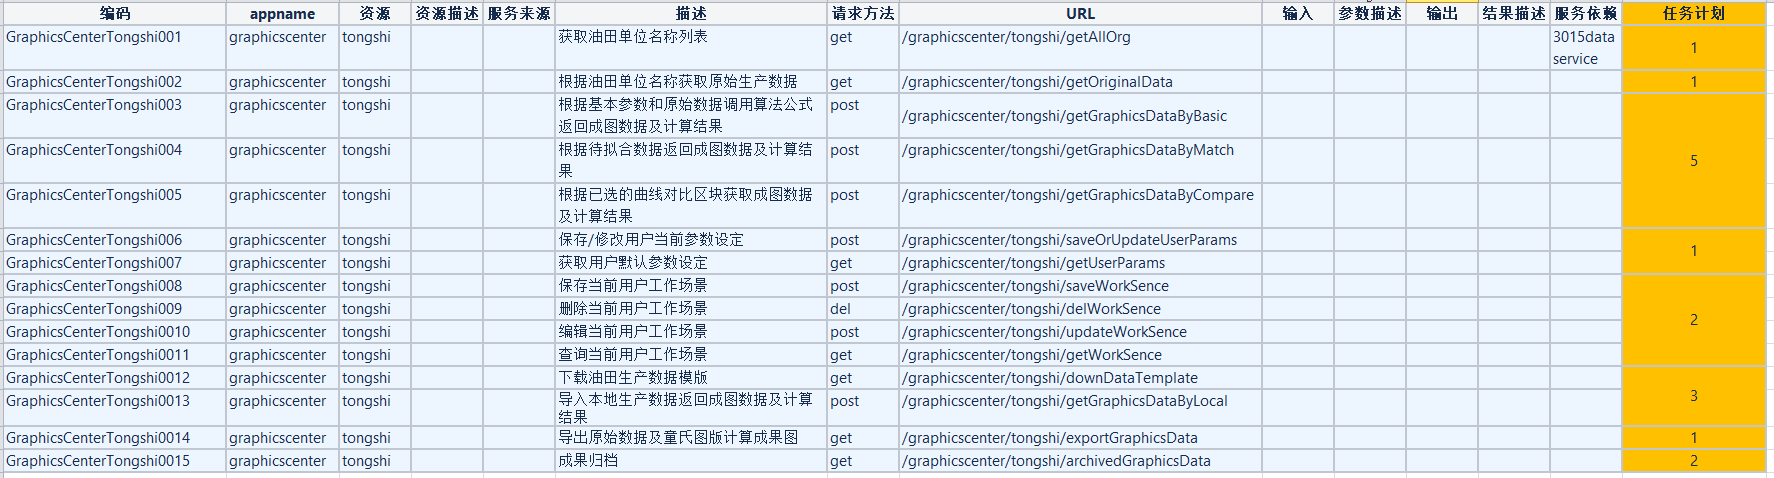 编码 appname 资源 资源描述 服务来源 描述 请求方法 URL 输入 参数描述 输出 结果描述 服务依赖 任务计划
GraphicsCenterTongshi001 graphicscenter tongshi 获取油田单位名称列表 get /graphicscenter/tongshi/getAllOrg 3015data
service 1
GraphicsCenterTongshi002 graphicscenter tongshi 根据油田单位名称获取原始生产数据 get /graphicscenter/tongshi/getOriginalData 1
GraphicsCenterTongshi003 graphicscenter tongshi 根据基本参数和原始数据调用算法公式
返回成图数据及计算结果 post /graphicscenter/tongshi/getGraphicsDataByBasic
GraphicsCenterTongshi004 graphicscenter tongshi 根据待拟合数据返回成图数据及计算结
果 post /graphicscenter/tongshi/getGraphicsDataByMatch 5
GraphicsCenterTongshi005 graphicscenter tongshi 根据已选的曲线对比区块获取成图数据
及计算结果 post /graphicscenter/tongshi/getGraphicsDataByCompare
GraphicsCenterTongshi006 graphicscenter tongshi 保存/修改用户当前参数设定 post /graphicscenter/tongshi/saveOrUpdateUserParams 1
GraphicsCenterTongshi007 graphicscenter tongshi 获取用户默认参数设定 get /graphicscenter/tongshi/getUserParams
GraphicsCenterTongshi008 graphicscenter tongshi 保存当前用户工作场景 post /graphicscenter/tongshi/saveWorkSence
GraphicsCenterTongshi009 graphicscenter tongshi 删除当前用户工作场景 del /graphicscenter/tongshi/delWorkSence 2
GraphicsCenterTongshi0010 graphicscenter tongshi 编辑当前用户工作场景 post /graphicscenter/tongshi/updateWorkSence
GraphicsCenterTongshi0011 graphicscenter tongshi 查询当前用户工作场景 get /graphicscenter/tongshi/getWorkSence
GraphicsCenterTongshi0012 graphicscenter tongshi 下载油田生产数据模版 get /graphicscenter/tongshi/downDataTemplate 3
GraphicsCenterTongshi0013 graphicscenter tongshi 导入本地生产数据返回成图数据及计算
结果 post /graphicscenter/tongshi/getGraphicsDataByLocal
GraphicsCenterTongshi0014 graphicscenter tongshi 导出原始数据及童氏图版计算成果图 get /graphicscenter/tongshi/exportGraphicsData 1
GraphicsCenterTongshi0015 graphicscenter tongshi 成果归档 get /graphicscenter/tongshi/archivedGraphicsData 2